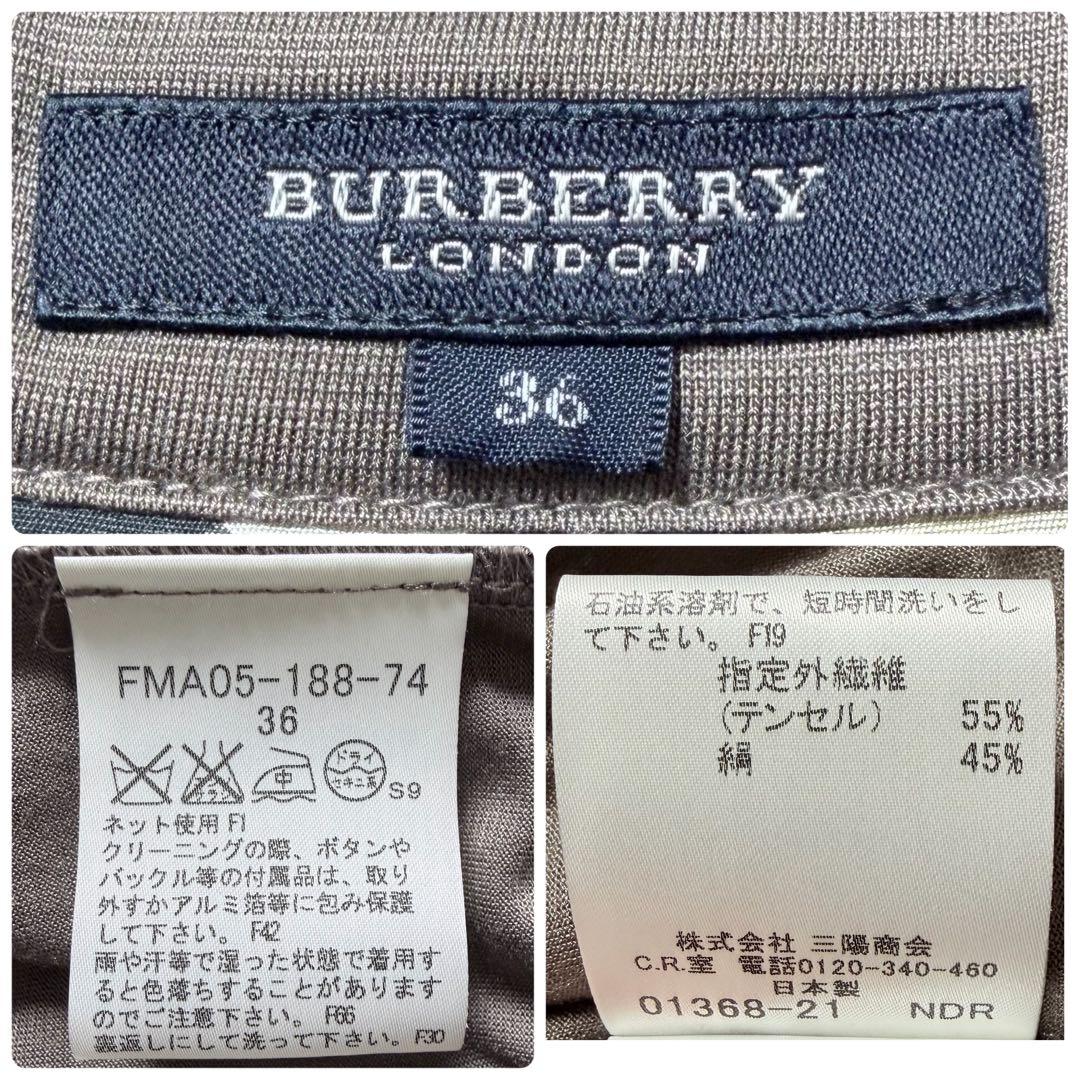 BURBERRY
LONDON
36
FMA05-188-74
36
エンソ
サラシ
中
ドライ
セキユ系
S9
ネット使用 F1
クリーニングの際、ボタンや
バックル等の付属品は、取り
外すかアルミ箔等に包み保護
して下さい。 F42
雨や汗等で湿った状態で着用す
ると色落ちすることがあります
のでご注意下さい。 F66
裏返しにして洗って下さい。 F30
石油系溶剤で、短時間洗いをし
て下さい。 F19
指定外繊維
(テンセル) 55%
絹 45%
株式会社 三陽商会
C.R.室 電話0120-340-460
日本製
01368-21 NDR